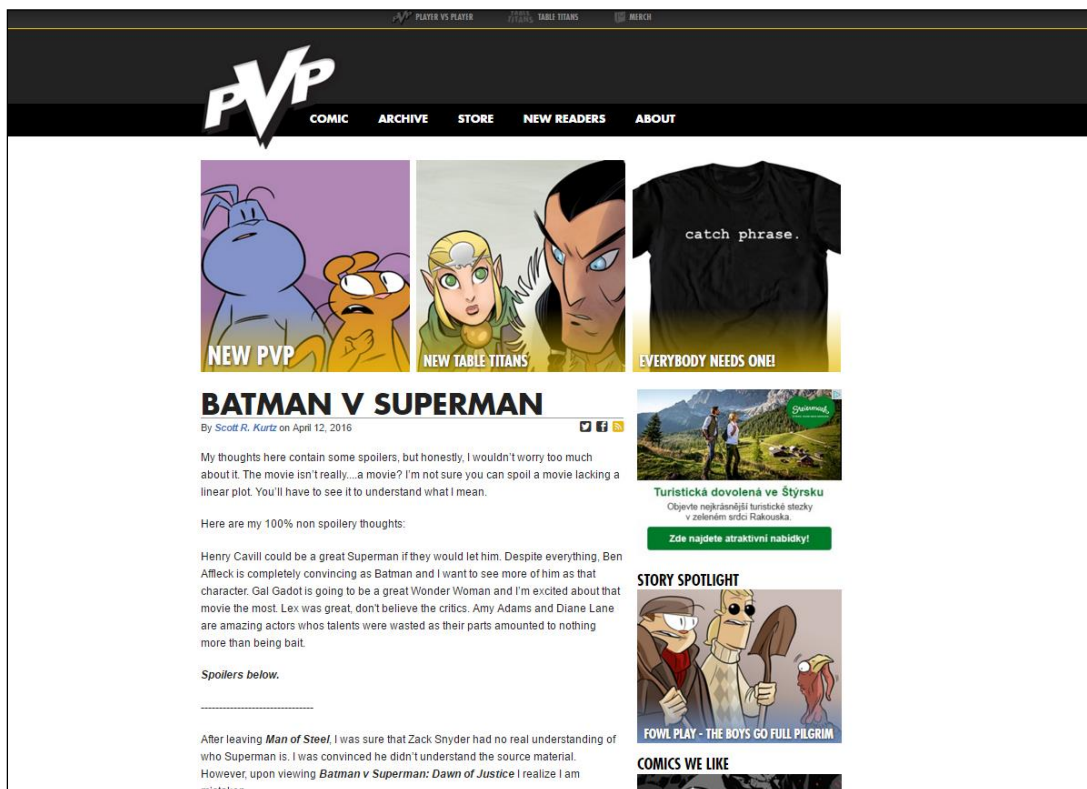 PLAYER VS PLAYER
TABLE TITANS TABLE TITANS
MERCH
PVP
COMIC ARCHIVE STORE NEW READERS ABOUT
NEW PVP
NEW TABLE TITANS
catch phrase.
EVERYBODY NEEDS ONE!
BATMAN V SUPERMAN
By Scott R. Kurtz on April 12, 2016
My thoughts here contain some spoilers, but honestly, I wouldn't worry too much
about it. The movie isn't really....a movie? I'm not sure you can spoil a movie lacking a
linear plot. You'll have to see it to understand what I mean.
Here are my 100% non spoilery thoughts:
Henry Cavill could be a great Superman if they would let him. Despite everything, Ben
Affleck is completely convincing as Batman and I want to see more of him as that
character. Gal Gadot is going to be a great Wonder Woman and I'm excited about that
movie the most. Lex was great, don't believe the critics. Amy Adams and Diane Lane
are amazing actors whos talents were wasted as their parts amounted to nothing
more than being bait.
Spoilers below.
-------------------------------
After leaving Man of Steel, I was sure that Zack Snyder had no real understanding of
who Superman is. I was convinced he didn't understand the source material.
However, upon viewing Batman v Superman: Dawn of Justice I realize I am
Steiermark
Turistická dovolená ve Štýrsku
Objevte nejkrásnější turistické stezky
v zeleném srdci Rakouska.
Zde najdete atraktivní nabídky!
STORY SPOTLIGHT
FOWL PLAY - THE BOYS GO FULL PILGRIM
COMICS WE LIKE